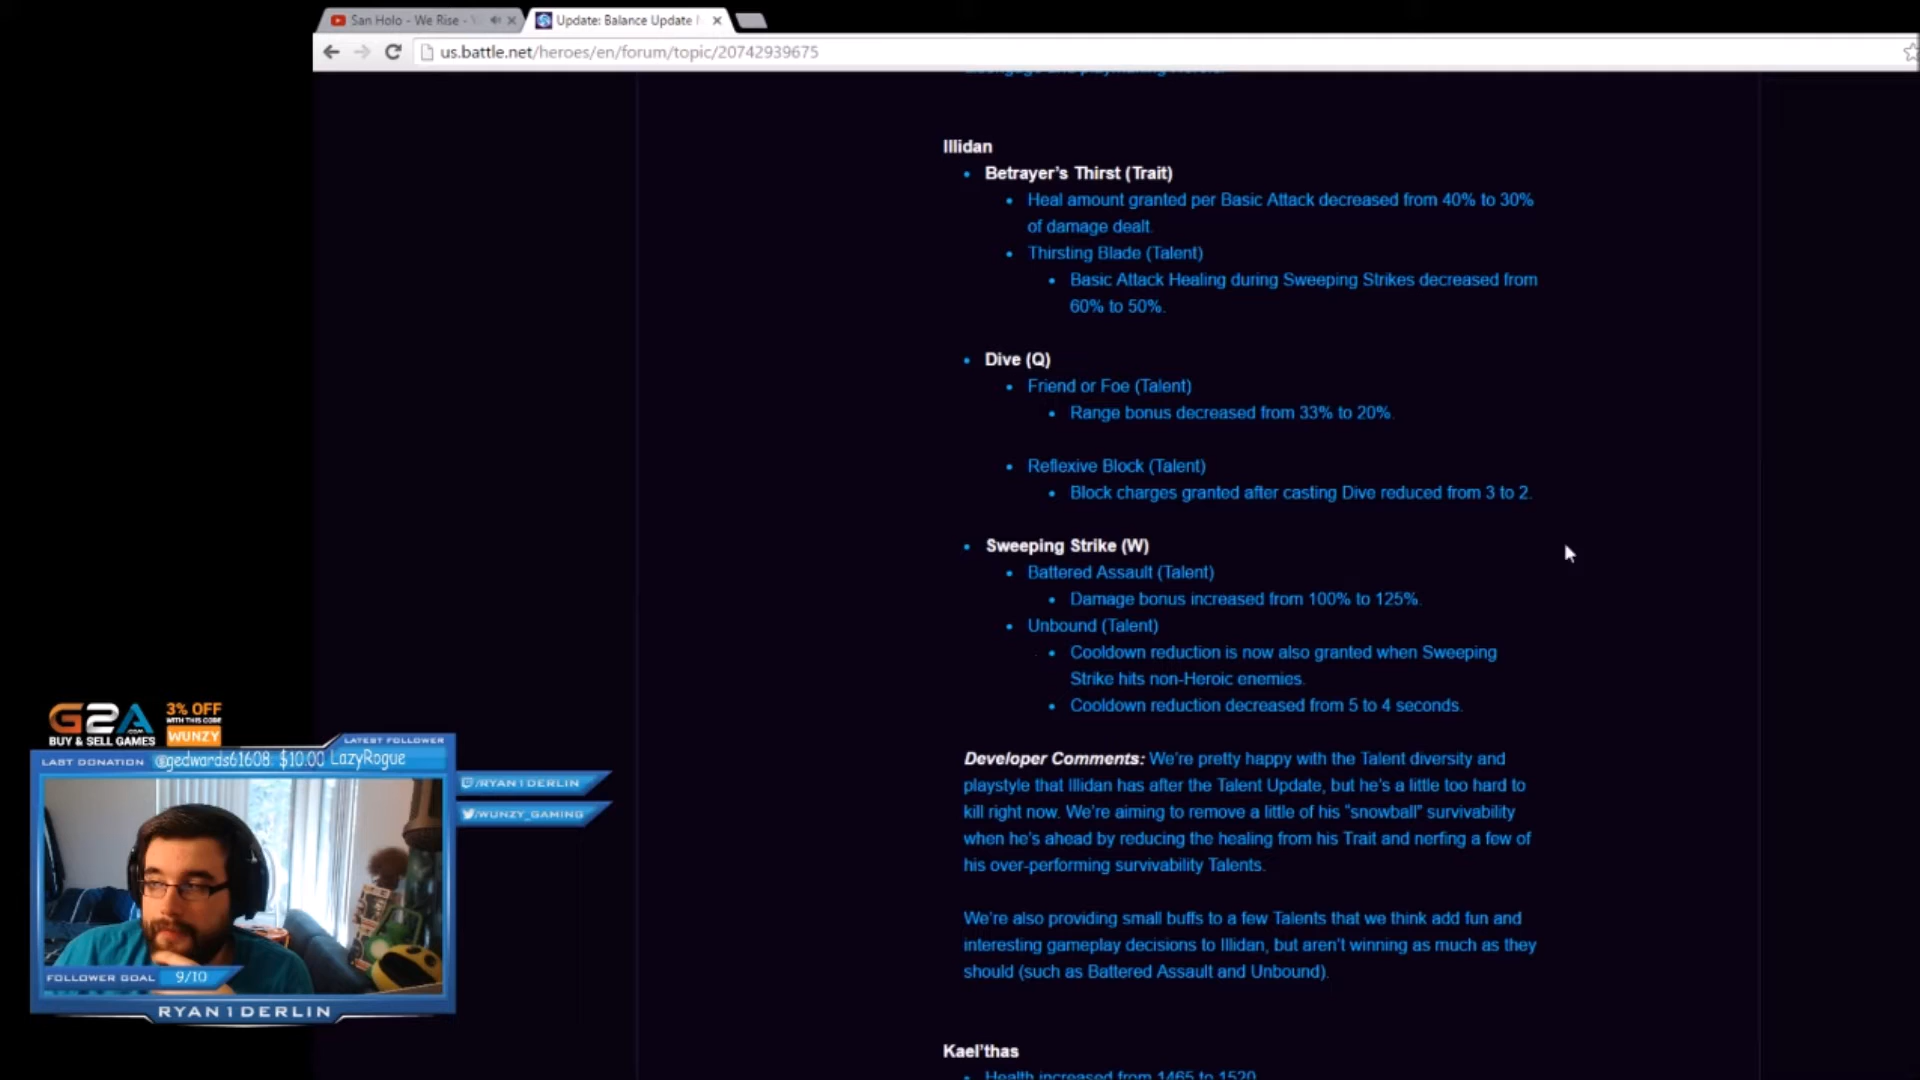 San Holo - We Rise -
Update: Balance Update
us.battle.net/heroes/en/forum/topic/20742939675
Illidan
Betrayer's Thirst (Trait)
Heal amount granted per Basic Attack decreased from 40% to 30%
of damage dealt.
Thirsting Blade (Talent)
Basic Attack Healing during Sweeping Strikes decreased from
60% to 50%.
Dive (Q)
Friend or Foe (Talent)
Range bonus decreased from 33% to 20%.
Reflexive Block (Talent)
Block charges granted after casting Dive reduced from 3 to 2.
Sweeping Strike (W)
Battered Assault (Talent)
Damage bonus increased from 100% to 125%.
Unbound (Talent)
Cooldown reduction is now also granted when Sweeping
Strike hits non-Heroic enemies.
Cooldown reduction decreased from 5 to 4 seconds.
Developer Comments: We're pretty happy with the Talent diversity and
playstyle that Illidan has after the Talent Update, but he's a little too hard to
kill right now. We're aiming to remove a little of his "snowball" survivability
when he's ahead by reducing the healing from his Trait and nerfing a few of
his over-performing survivability Talents.
We're also providing small buffs to a few Talents that we think add fun and
interesting gameplay decisions to Illidan, but aren't winning as much as they
should (such as Battered Assault and Unbound).
Kael'thas
Health increased from 1465 to 1520
G2A.COM
BUY & SELL GAMES
3% OFF
WITH THIS CODE
WUNZY
LATEST FOLLOWER
LAST DONATION @gedwards61608: $10.00 LazyRogue
/RYAN1DERLIN
/WUNZY_GAMING
FOLLOWER GOAL 9/10
RYAN1DERLIN